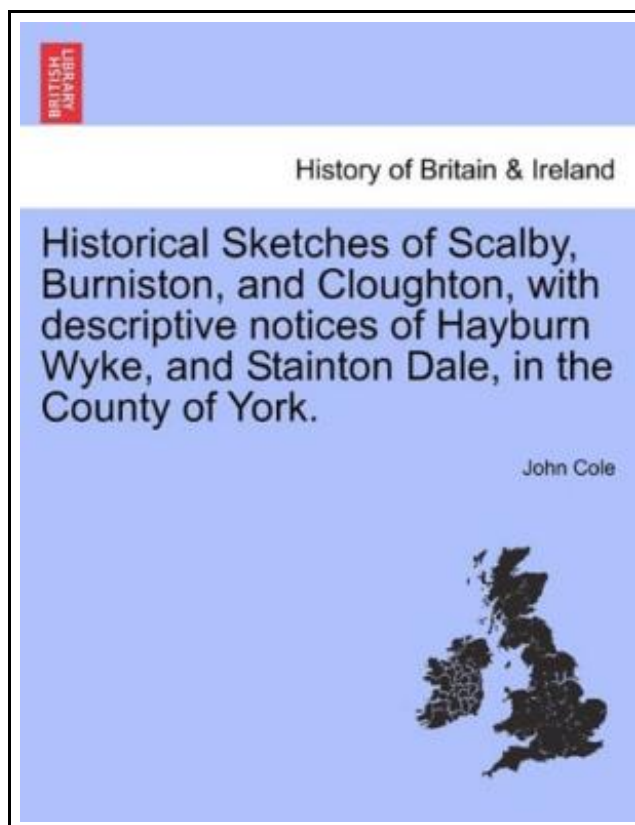 BRITISH
LIBRARY
History of Britain & Ireland
Historical Sketches of Scalby,
Burniston, and Cloughton, with
descriptive notices of Hayburn
Wyke, and Stainton Dale, in the
County of York.
John Cole